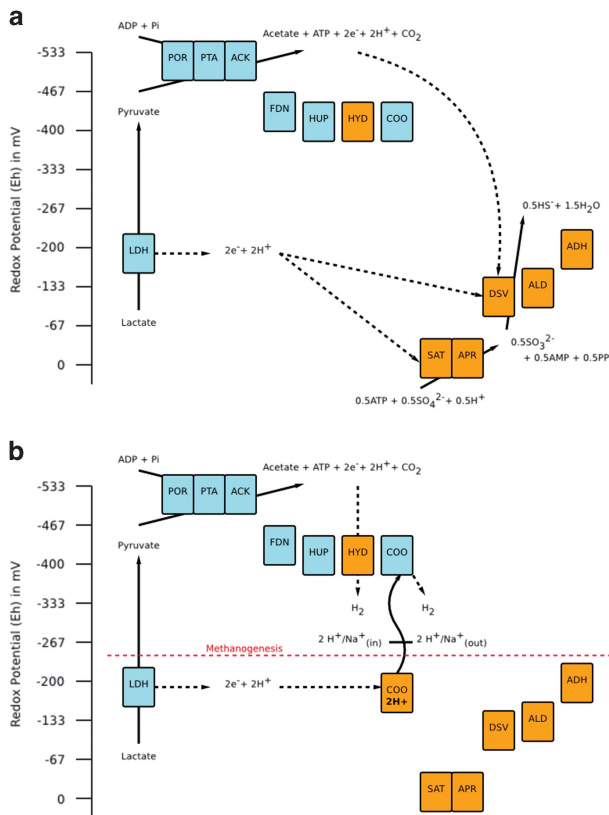 a
ADP + Pi
Acetate + ATP + 2e⁻+ 2H⁺+ CO₂
-533
POR PTA ACK
-467
FDN
Pyruvate
HUP HYD COO
-400
-333
-267
0.5HS⁻+ 1.5H₂O
ADH
-200
LDH
2e⁻+ 2H⁺
-133
DSV ALD
Lactate
-67
0.5SO₃²⁻
+ 0.5AMP + 0.5PP
SAT APR
0
0.5ATP + 0.5SO₄²⁻+ 0.5H⁺
Redox Potential (Eh) in mV
b
ADP + Pi
Acetate + ATP + 2e⁻+ 2H⁺+ CO₂
-533
POR PTA ACK
-467
FDN
Pyruvate
HUP HYD COO
-400
H₂
H₂
-333
-267
2 H⁺/Na⁺(in)
2 H⁺/Na⁺(out)
Methanogenesis
-200
LDH
2e⁻+ 2H⁺
COO
2H+
ADH
-133
DSV ALD
Lactate
-67
SAT APR
0
Redox Potential (Eh) in mV